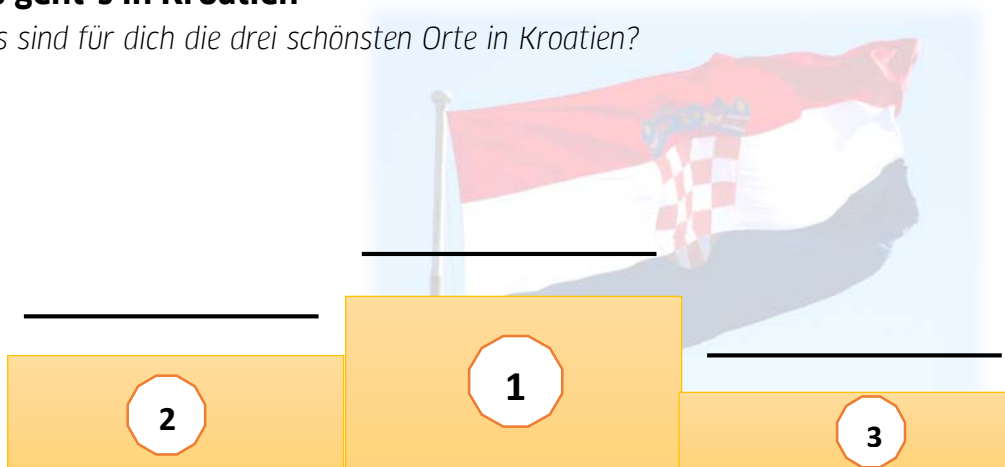 geht's in Kroatien
sind für dich die drei schönsten Orte in Kroatien?
1
2
3